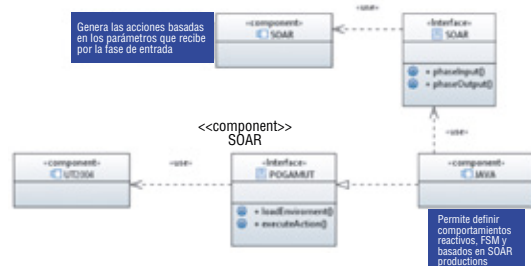 Genera las acciones basadas
en los parámetros que recibe
por la fase de entrada
«component»
SOAR
«use»
«Interface»
SOAR
+ phaseInput()
+ phaseOutput()
«use»
<<component>>
SOAR
«component»
UT2004
«use»
«Interface»
POGAMUT
+ loadEnviroment()
+ executeAction()
«component»
JAVA
Permite definir
comportamientos
reactivos, FSM y
basados en SOAR
productions